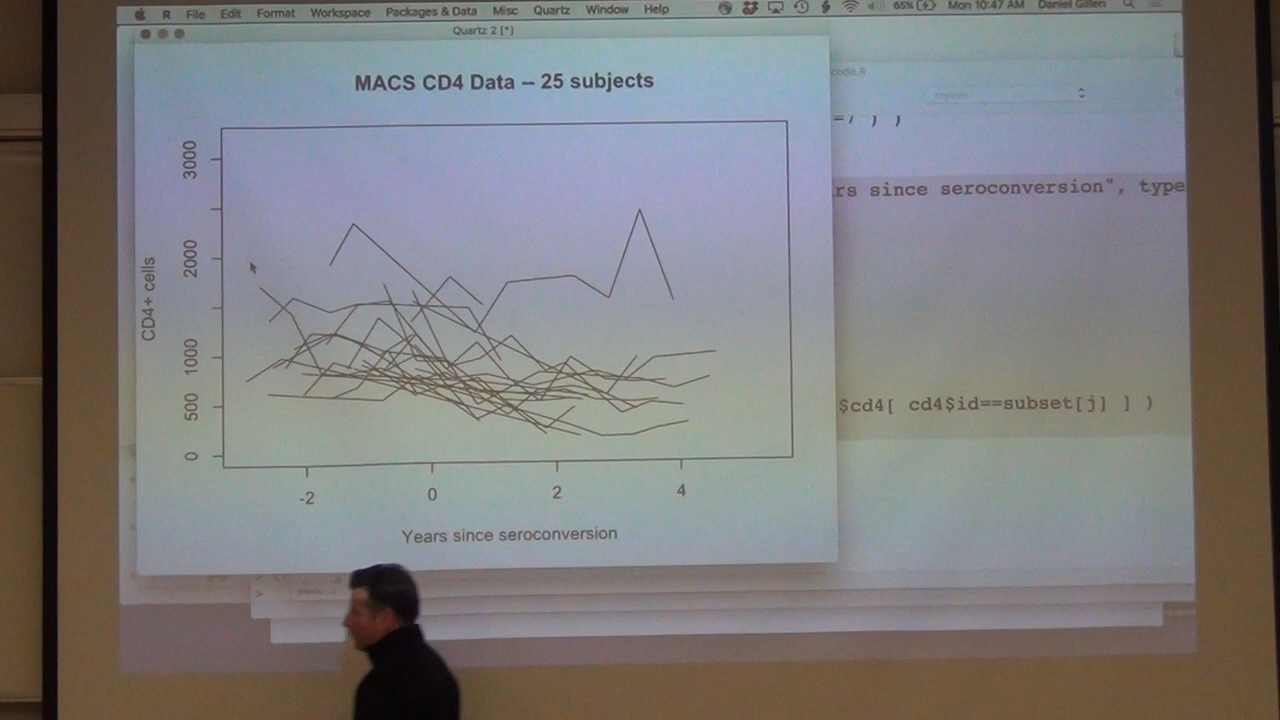 R File Edit Format Workspace Packages & Data Misc Quartz Window Help 65% Mon 10:47 AM Daniel Gillen
Quartz 2 [*]
code.R
MACS CD4 Data – 25 subjects
=, ) )
rs since seroconversion", type
$cd4[ cd4$id==subset[j] ] )
CD4+ cells
3000
2000
1000
500
0
-2 0 2 4
Years since seroconversion
>